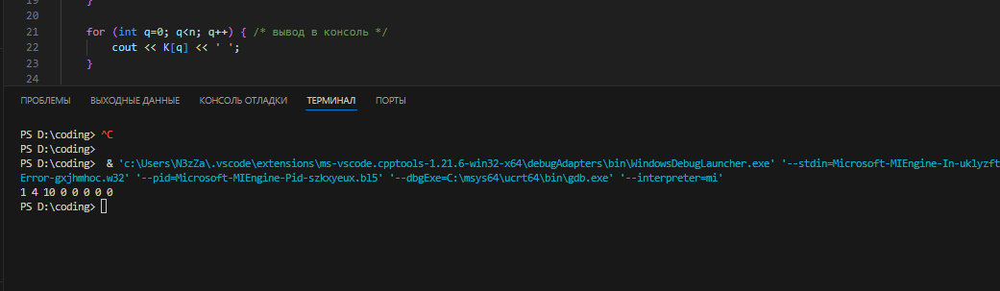 19 }
20
21 for (int q=0; q<n; q++) { /* вывод в консоль */
22 cout << K[q] << ' ';
23 }
24
ПРОБЛЕМЫ ВЫХОДНЫЕ ДАННЫЕ КОНСОЛЬ ОТЛАДКИ ТЕРМИНАЛ ПОРТЫ
PS D:\coding> ^C
PS D:\coding>
PS D:\coding> & 'c:\Users\N3zZa\.vscode\extensions\ms-vscode.cpptools-1.21.6-win32-x64\debugAdapters\bin\WindowsDebugLauncher.exe' '--stdin=Microsoft-MIEngine-In-uklyzft
Error-gxjhmhoc.w32' '--pid=Microsoft-MIEngine-Pid-szkxyeux.bl5' '--dbgExe=C:\msys64\ucrt64\bin\gdb.exe' '--interpreter=mi'
1 4 10 0 0 0 0 0 0
PS D:\coding>